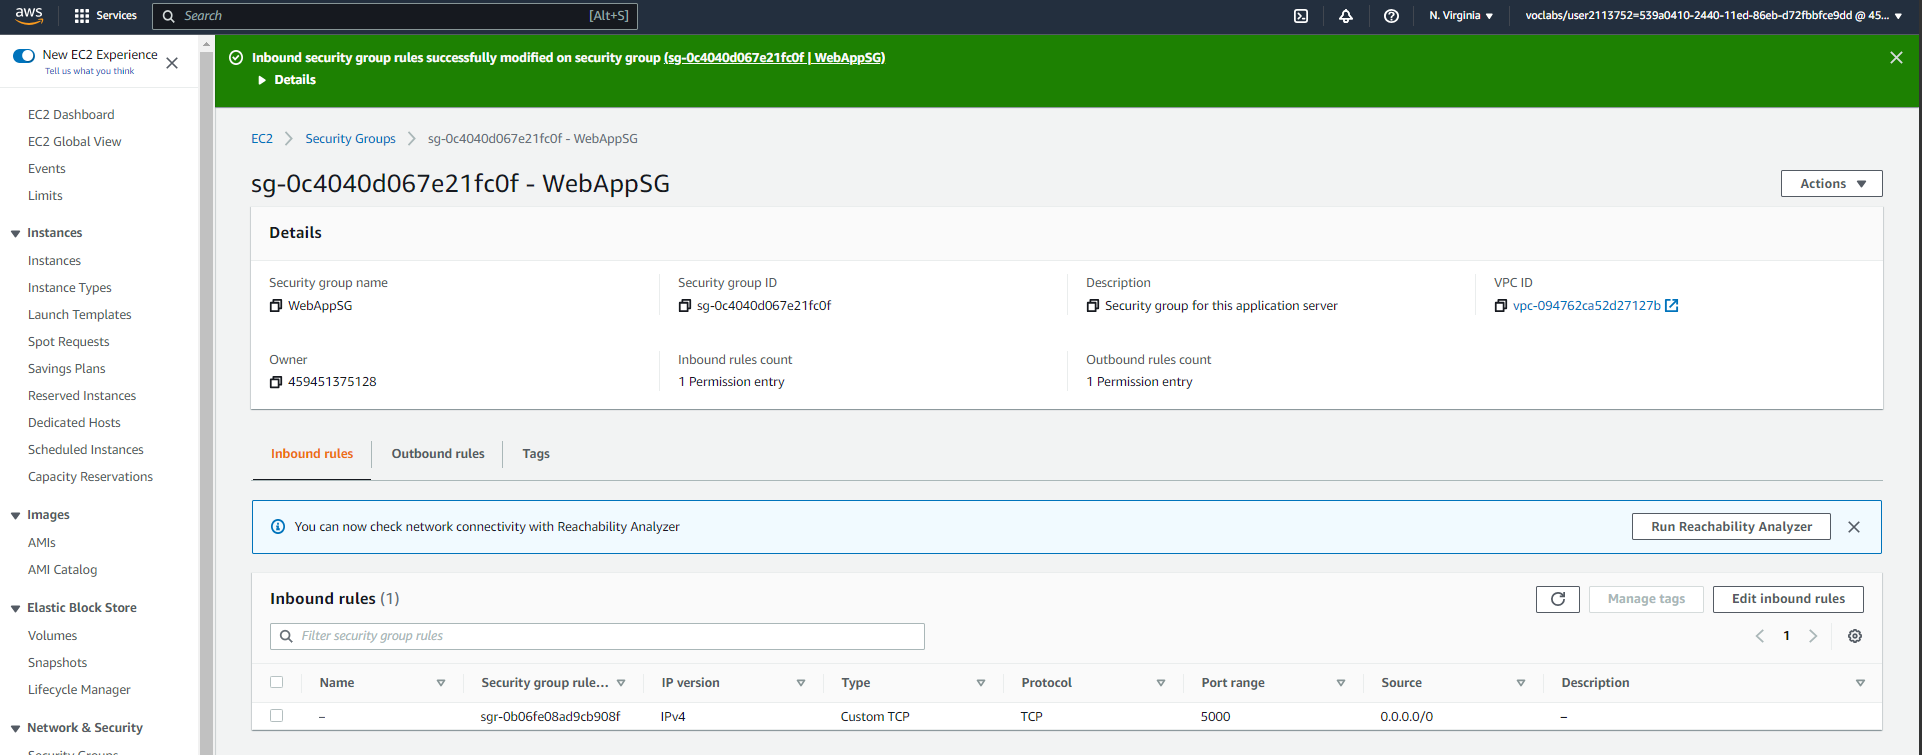 aws
Services
Search
[Alt+S]
N. Virginia
voclabs/user2113752=539a0410-2440-11ed-86eb-d72fbbfce9dd @ 45...
New EC2 Experience
Tell us what you think
EC2 Dashboard
EC2 Global View
Events
Limits
Instances
Instances
Instance Types
Launch Templates
Spot Requests
Savings Plans
Reserved Instances
Dedicated Hosts
Scheduled Instances
Capacity Reservations
Images
AMIs
AMI Catalog
Elastic Block Store
Volumes
Snapshots
Lifecycle Manager
Network & Security
Security Groups
Inbound security group rules successfully modified on security group (sg-0c4040d067e21fc0f | WebAppSG)
Details
EC2 > Security Groups > sg-0c4040d067e21fc0f - WebAppSG
sg-0c4040d067e21fc0f - WebAppSG
Actions
Details
Security group name
WebAppSG
Security group ID
sg-0c4040d067e21fc0f
Description
Security group for this application server
VPC ID
vpc-094762ca52d27127b
Owner
459451375128
Inbound rules count
1 Permission entry
Outbound rules count
1 Permission entry
Inbound rules
Outbound rules
Tags
You can now check network connectivity with Reachability Analyzer
Run Reachability Analyzer
Inbound rules (1)
Manage tags
Edit inbound rules
Filter security group rules
1
Name Security group rule... IP version Type Protocol Port range Source Description
– sgr-0b06fe08ad9cb908f IPv4 Custom TCP TCP 5000 0.0.0.0/0 –